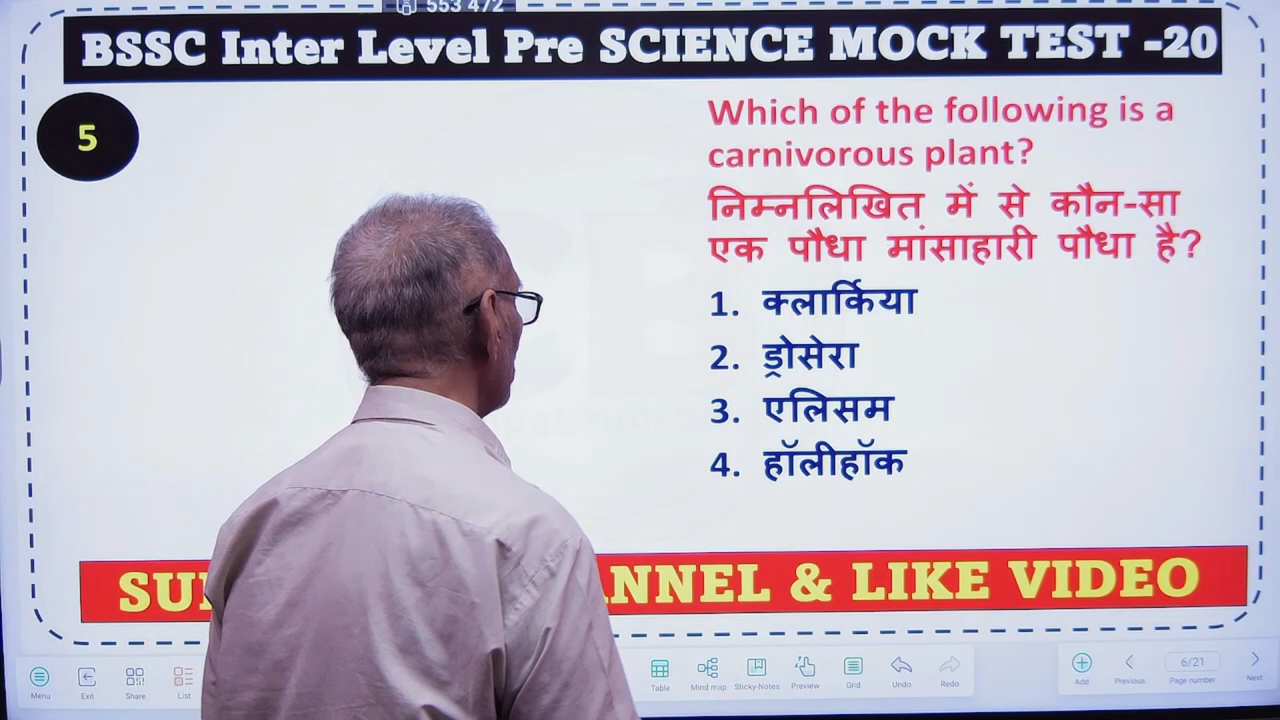 553 472
BSSC Inter Level Pre SCIENCE MOCK TEST -20
5
Which of the following is a
carnivorous plant?
निम्नलिखित में से कौन-सा
एक पौधा मांसाहारी पौधा है?
1. क्लार्किया
2. ड्रोसेरा
3. एलिसम
4. हॉलीहॉक
& LIKE VIDEO
Menu Exit Share List Table Mind map Sticky-Notes Preview Grid Undo Redo Add Previous 6/21 Page number Next